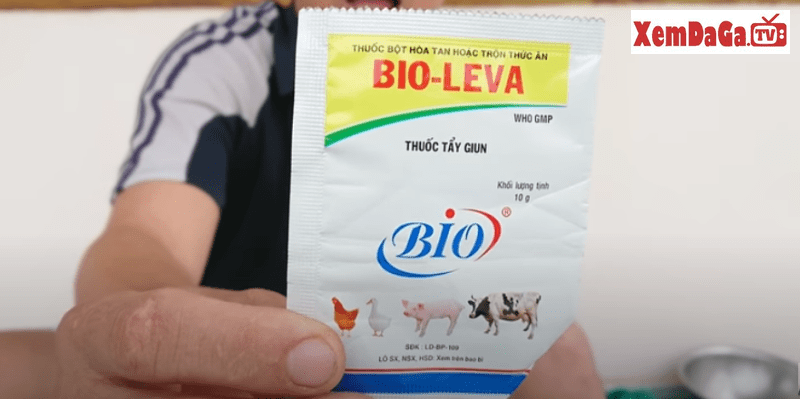 XemDaGa.TV
THUỐC BỘT HÒA TAN HOẶC TRỘN THỨC ĂN
BIO-LEVA
WHO GMP
THUỐC TẨY GIUN
Khối lượng tịnh
10 g
BIO®
SĐK : LD-BP-109
LÔ SX, NSX, HSD: Xem trên bao bì